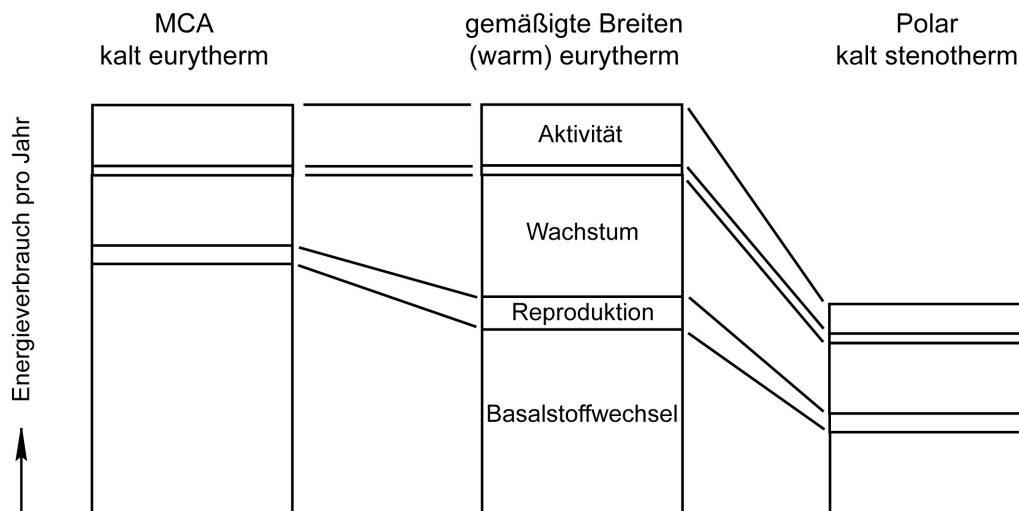 MCA
kalt eurytherm
gemäßigte Breiten
(warm) eurytherm
Polar
kalt stenotherm
Energieverbrauch pro Jahr
Aktivität
Wachstum
Reproduktion
Basalstoffwechsel